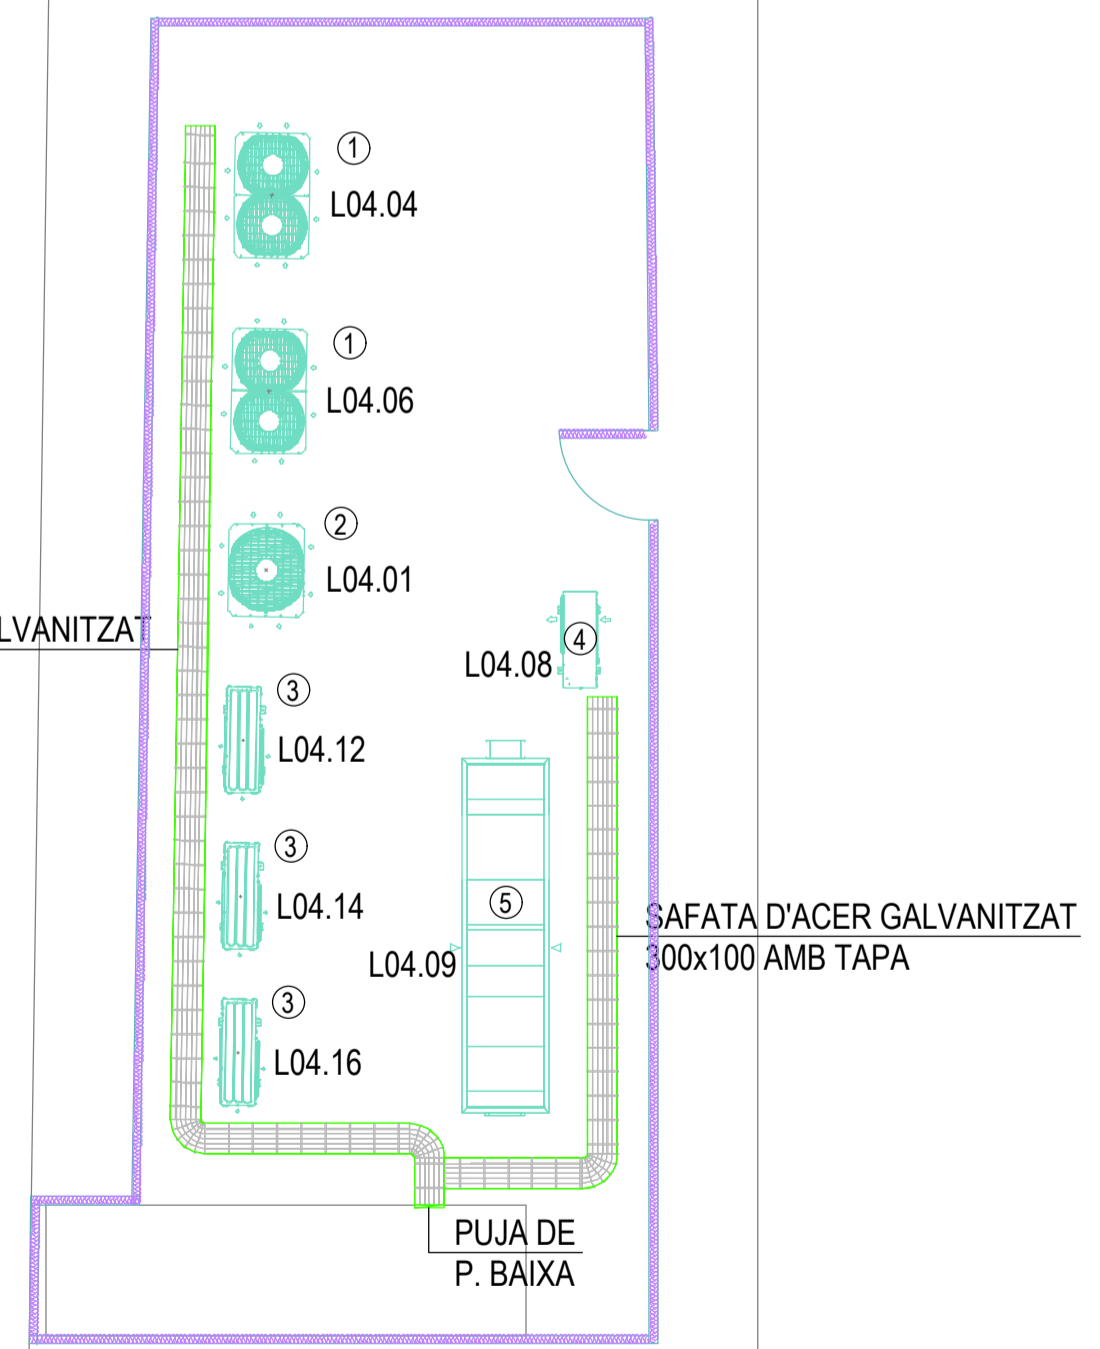 1
L04.04
1
L04.06
2
L04.01
LVANITZAT
4
L04.08
3
L04.12
3
L04.14
5
SAFATA D'ACER GALVANITZAT
300x100 AMB TAPA
L04.09
3
L04.16
PUJA DE
P. BAIXA